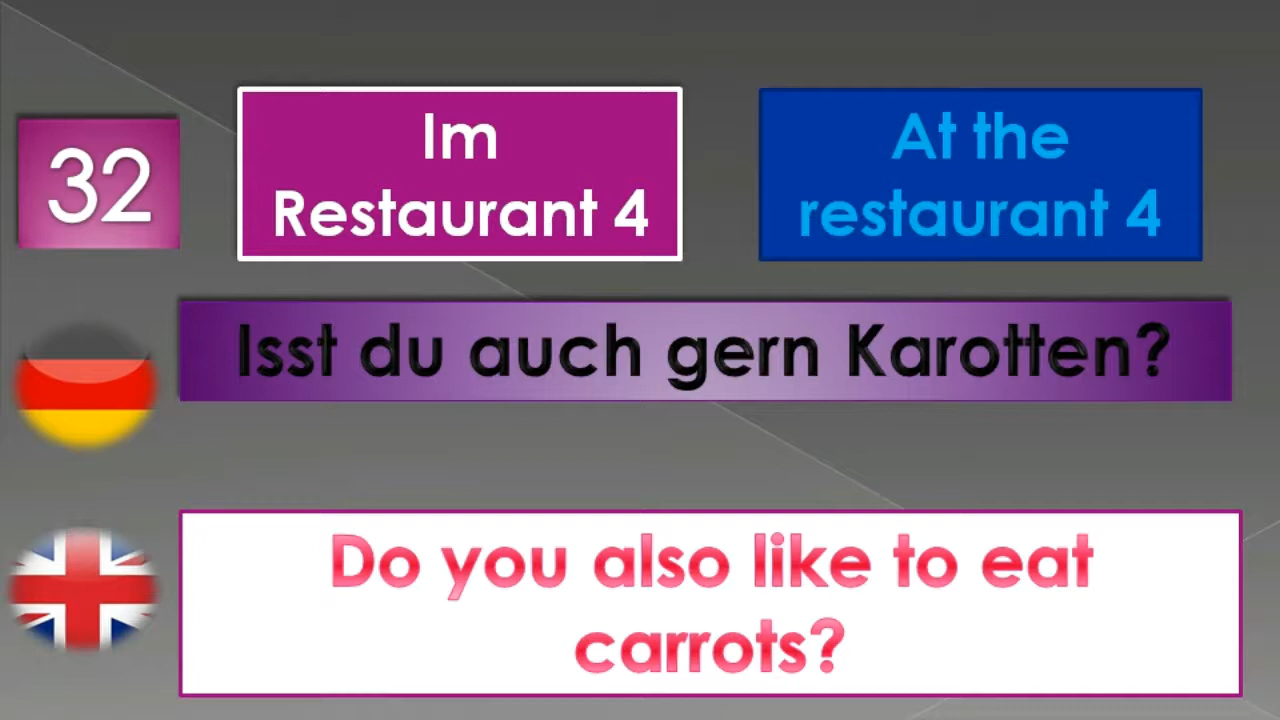 32
Im
Restaurant 4
At the
restaurant 4
Isst du auch gern Karotten?
Do you also like to eat
carrots?